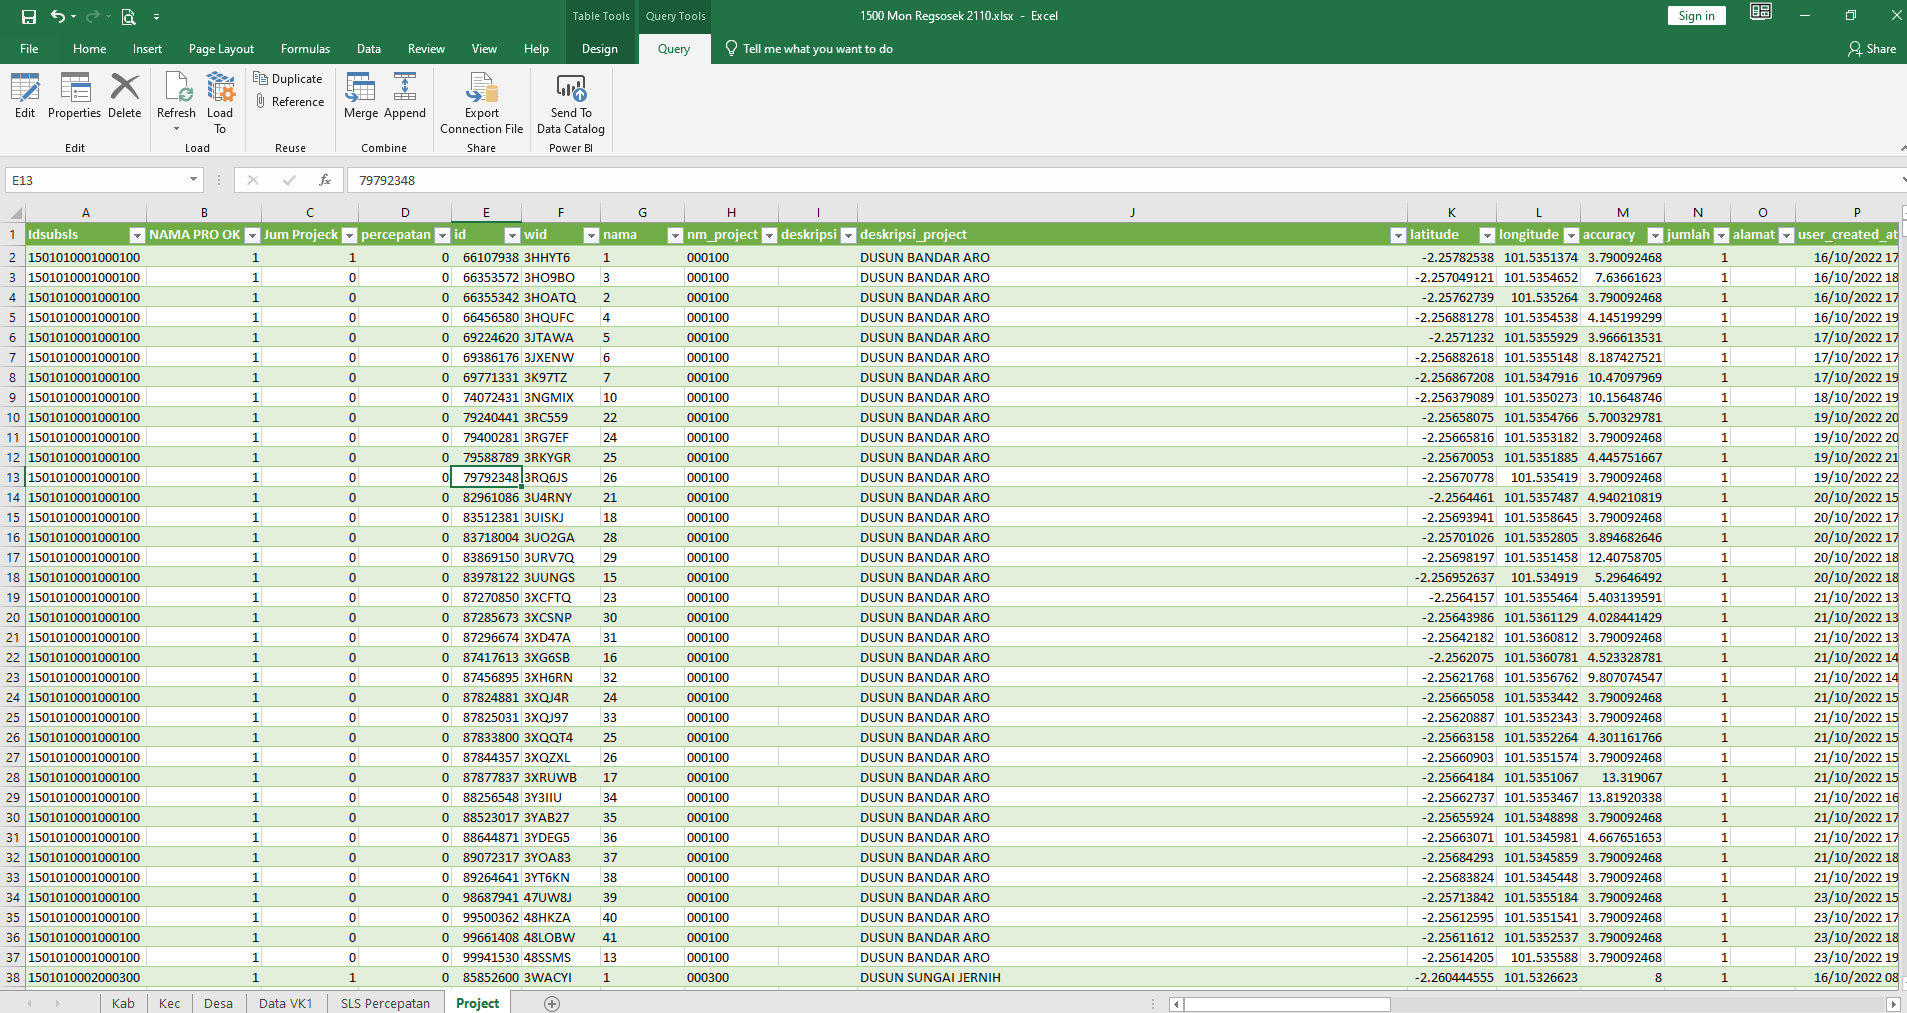 Table Tools Query Tools 1500 Mon Regsosek 2110.xlsx - Excel Sign in
File Home Insert Page Layout Formulas Data Review View Help Design Query Tell me what you want to do Share
Edit Properties Delete Refresh Load To Duplicate Reference Merge Append Export Connection File Send To Data Catalog
Edit Load Reuse Combine Share Power BI
E13 fx 79792348
A B C D E F G H I J K L M N O P
1 Idsubsls NAMA PRO OK Jum Projeck percepatan id wid nama nm_project deskripsi deskripsi_project latitude longitude accuracy jumlah alamat user_created_at
2 1501010001000100 1 1 0 66107938 3HHYT6 1 000100 DUSUN BANDAR ARO -2.25782538 101.5351374 3.790092468 1 16/10/2022 17
3 1501010001000100 1 0 0 66353572 3HO9BO 3 000100 DUSUN BANDAR ARO -2.257049121 101.5354652 7.63661623 1 16/10/2022 18
4 1501010001000100 1 0 0 66355342 3HOATQ 2 000100 DUSUN BANDAR ARO -2.25762739 101.535264 3.790092468 1 16/10/2022 17
5 1501010001000100 1 0 0 66456580 3HQUFC 4 000100 DUSUN BANDAR ARO -2.256881278 101.5354538 4.145199299 1 16/10/2022 19
6 1501010001000100 1 0 0 69224620 3JTAWA 5 000100 DUSUN BANDAR ARO -2.2571232 101.5355929 3.966613531 1 17/10/2022 17
7 1501010001000100 1 0 0 69386176 3JXENW 6 000100 DUSUN BANDAR ARO -2.256882618 101.5355148 8.187427521 1 17/10/2022 17
8 1501010001000100 1 0 0 69771331 3K97TZ 7 000100 DUSUN BANDAR ARO -2.256867208 101.5347916 10.47097969 1 17/10/2022 19
9 1501010001000100 1 0 0 74072431 3NGMIX 10 000100 DUSUN BANDAR ARO -2.256379089 101.5350273 10.15648746 1 18/10/2022 19
10 1501010001000100 1 0 0 79240441 3RC559 22 000100 DUSUN BANDAR ARO -2.25658075 101.5354766 5.700329781 1 19/10/2022 20
11 1501010001000100 1 0 0 79400281 3RG7EF 24 000100 DUSUN BANDAR ARO -2.25665816 101.5353182 3.790092468 1 19/10/2022 20
12 1501010001000100 1 0 0 79588789 3RKYGR 25 000100 DUSUN BANDAR ARO -2.25670053 101.5351885 4.445751667 1 19/10/2022 21
13 1501010001000100 1 0 0 79792348 3RQ6JS 26 000100 DUSUN BANDAR ARO -2.25670778 101.535419 3.790092468 1 19/10/2022 22
14 1501010001000100 1 0 0 82961086 3U4RNY 21 000100 DUSUN BANDAR ARO -2.2564461 101.5357487 4.940210819 1 20/10/2022 15
15 1501010001000100 1 0 0 83512381 3UISKJ 18 000100 DUSUN BANDAR ARO -2.25693941 101.5358645 3.790092468 1 20/10/2022 17
16 1501010001000100 1 0 0 83718004 3UO2GA 28 000100 DUSUN BANDAR ARO -2.25701026 101.5352805 3.894682646 1 20/10/2022 17
17 1501010001000100 1 0 0 83869150 3URV7Q 29 000100 DUSUN BANDAR ARO -2.25698197 101.5351458 12.40758705 1 20/10/2022 18
18 1501010001000100 1 0 0 83978122 3UUNGS 15 000100 DUSUN BANDAR ARO -2.256952637 101.534919 5.29646492 1 20/10/2022 18
19 1501010001000100 1 0 0 87270850 3XCFTQ 23 000100 DUSUN BANDAR ARO -2.2564157 101.5355464 5.403139591 1 21/10/2022 13
20 1501010001000100 1 0 0 87285673 3XCSNP 30 000100 DUSUN BANDAR ARO -2.25643986 101.5361129 4.028441429 1 21/10/2022 13
21 1501010001000100 1 0 0 87296674 3XD47A 31 000100 DUSUN BANDAR ARO -2.25642182 101.5360812 3.790092468 1 21/10/2022 13
22 1501010001000100 1 0 0 87417613 3XG6SB 16 000100 DUSUN BANDAR ARO -2.2562075 101.5360781 4.523328781 1 21/10/2022 14
23 1501010001000100 1 0 0 87456895 3XH6RN 32 000100 DUSUN BANDAR ARO -2.25621768 101.5356762 9.807074547 1 21/10/2022 14
24 1501010001000100 1 0 0 87824881 3XQJ4R 24 000100 DUSUN BANDAR ARO -2.25665058 101.5353442 3.790092468 1 21/10/2022 15
25 1501010001000100 1 0 0 87825031 3XQJ97 33 000100 DUSUN BANDAR ARO -2.25620887 101.5352343 3.790092468 1 21/10/2022 15
26 1501010001000100 1 0 0 87833800 3XQQT4 25 000100 DUSUN BANDAR ARO -2.25663158 101.5352264 4.301161766 1 21/10/2022 15
27 1501010001000100 1 0 0 87844357 3XQZXL 26 000100 DUSUN BANDAR ARO -2.25660903 101.5351574 3.790092468 1 21/10/2022 15
28 1501010001000100 1 0 0 87877837 3XRUWB 17 000100 DUSUN BANDAR ARO -2.25664184 101.5351067 13.319067 1 21/10/2022 15
29 1501010001000100 1 0 0 88256548 3Y3IIU 34 000100 DUSUN BANDAR ARO -2.25662737 101.5353467 13.81920338 1 21/10/2022 16
30 1501010001000100 1 0 0 88523017 3YAB27 35 000100 DUSUN BANDAR ARO -2.25655924 101.5348898 3.790092468 1 21/10/2022 17
31 1501010001000100 1 0 0 88644871 3YDEG5 36 000100 DUSUN BANDAR ARO -2.25663071 101.5345981 4.667651653 1 21/10/2022 17
32 1501010001000100 1 0 0 89072317 3YOA83 37 000100 DUSUN BANDAR ARO -2.25684293 101.5345859 3.790092468 1 21/10/2022 18
33 1501010001000100 1 0 0 89264641 3YT6KN 38 000100 DUSUN BANDAR ARO -2.25683824 101.5345448 3.790092468 1 21/10/2022 19
34 1501010001000100 1 0 0 98687941 47UW8J 39 000100 DUSUN BANDAR ARO -2.25713842 101.5355184 3.790092468 1 23/10/2022 15
35 1501010001000100 1 0 0 99500362 48HKZA 40 000100 DUSUN BANDAR ARO -2.25612595 101.5351541 3.790092468 1 23/10/2022 17
36 1501010001000100 1 0 0 99661408 48LOBW 41 000100 DUSUN BANDAR ARO -2.25611612 101.5352537 3.790092468 1 23/10/2022 18
37 1501010001000100 1 0 0 99941530 48SSMS 13 000100 DUSUN BANDAR ARO -2.25614205 101.535588 3.790092468 1 23/10/2022 19
38 1501010002000300 1 1 0 85852600 3WACYI 1 000300 DUSUN SUNGAI JERNIH -2.260444555 101.5326623 8 1 16/10/2022 08
Kab Kec Desa Data VK1 SLS Percepatan Project